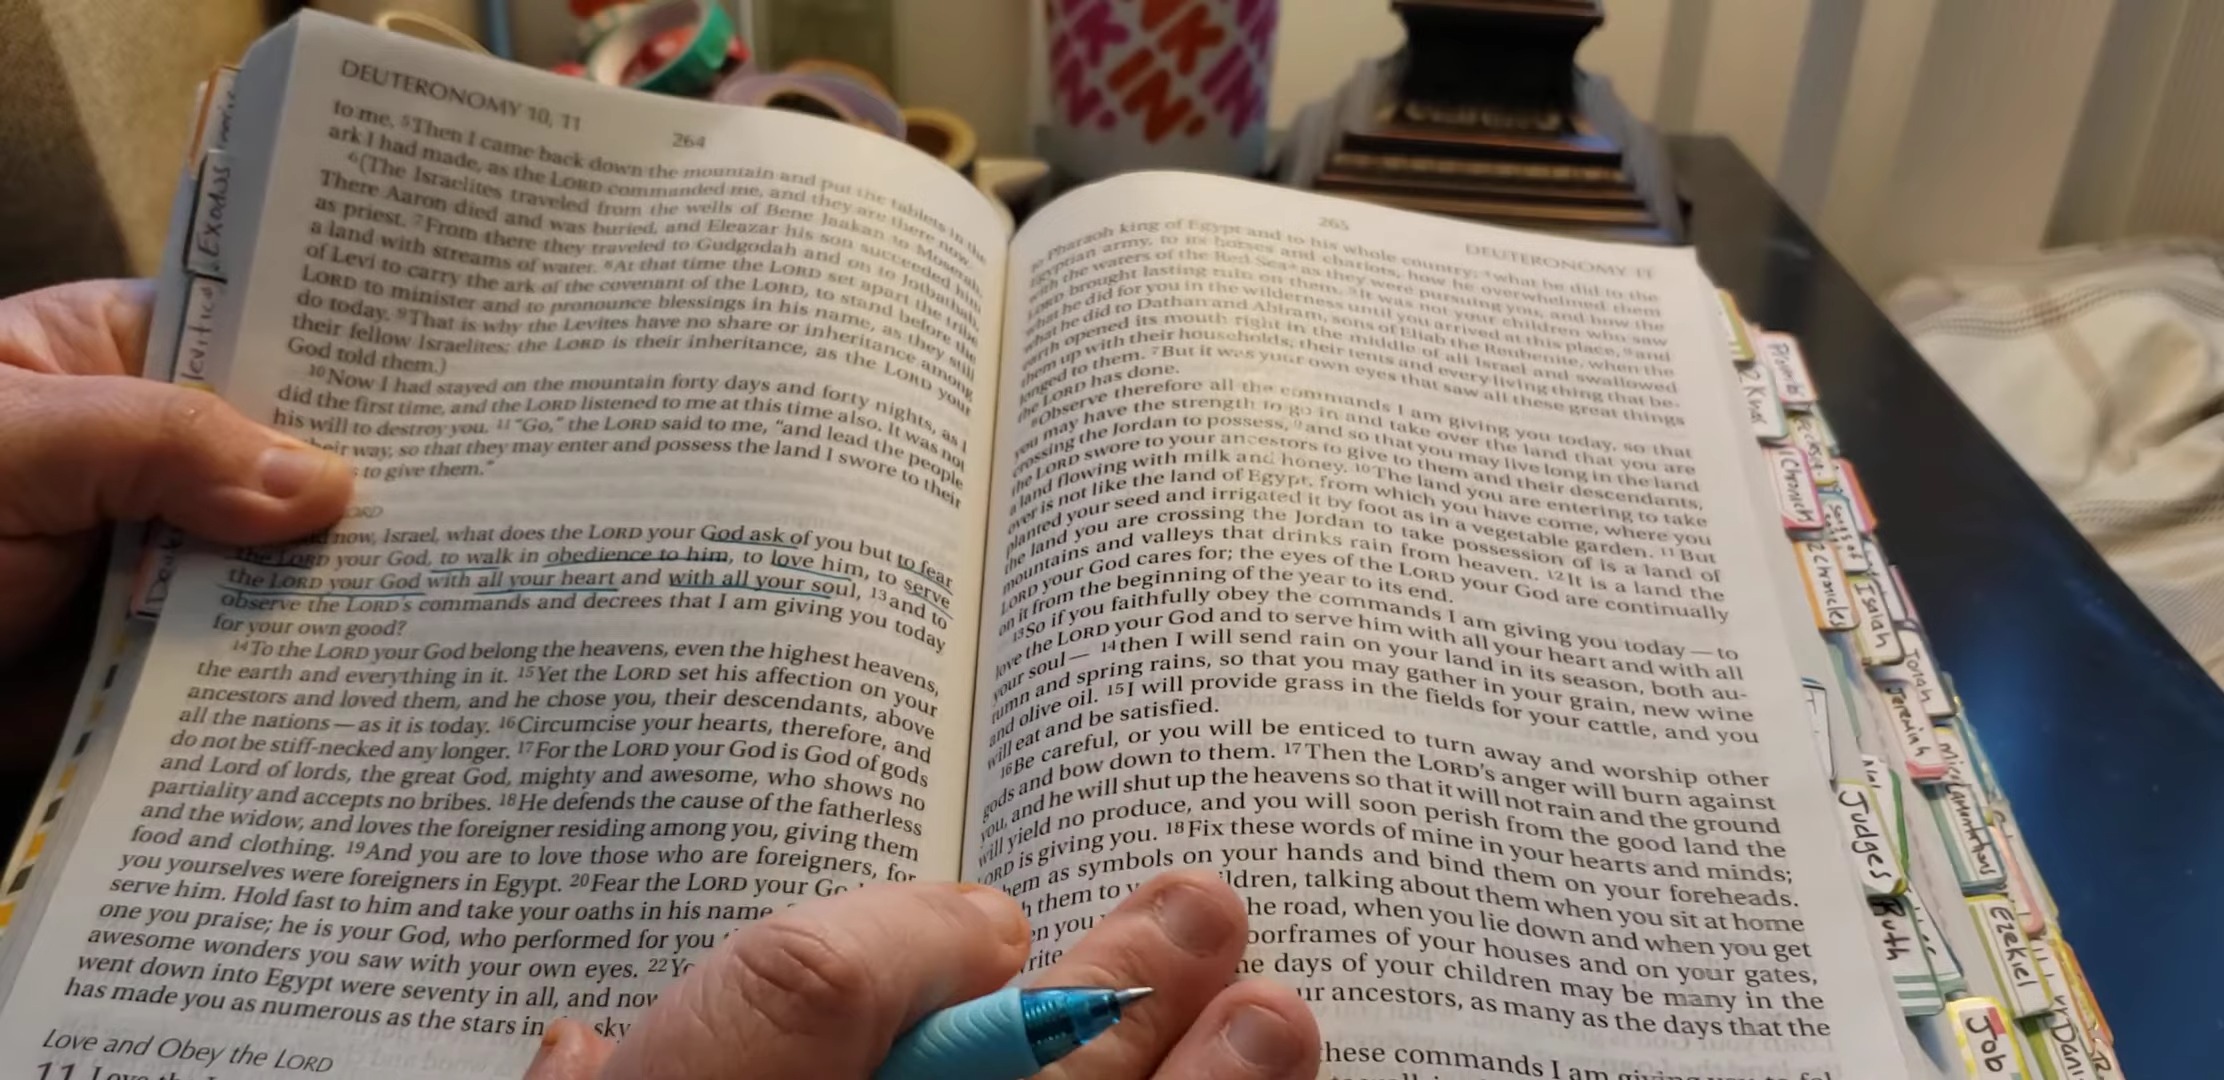 DEUTERONOMY 10, 11
264
to me, 5Then I came back down the mountain and put the tablets in the
ark I had made, as the LORD commanded me, and they are there now.
6(The Israelites traveled from the wells of Bene Jaakan to Moserah.
There Aaron died and was buried, and Eleazar his son succeeded him
as priest. 7From there they traveled to Gudgodah and on to Jotbathah,
a land with streams of water. 8At that time the LORD set apart the tribe
of Levi to carry the ark of the covenant of the LORD, to stand before the
LORD to minister and to pronounce blessings in his name, as they still
do today. 9That is why the Levites have no share or inheritance among
their fellow Israelites; the LORD is their inheritance, as the LORD your
God told them.)
10Now I had stayed on the mountain forty days and forty nights, as I
did the first time, and the LORD listened to me at this time also. It was not
his will to destroy you. 11"Go," the LORD said to me, "and lead the people
their way, so that they may enter and possess the land I swore to their
to give them."
now, Israel, what does the LORD your God ask of you but to fear
the LORD your God, to walk in obedience to him, to love him, to serve
the LORD your God with all your heart and with all your soul, 13and to
observe the LORD's commands and decrees that I am giving you today
for your own good?
14To the LORD your God belong the heavens, even the highest heavens,
the earth and everything in it. 15Yet the LORD set his affection on your
ancestors and loved them, and he chose you, their descendants, above
all the nations — as it is today. 16Circumcise your hearts, therefore, and
do not be stiff-necked any longer. 17For the LORD your God is God of gods
and Lord of lords, the great God, mighty and awesome, who shows no
partiality and accepts no bribes. 18He defends the cause of the fatherless
and the widow, and loves the foreigner residing among you, giving them
food and clothing. 19And you are to love those who are foreigners, for
you yourselves were foreigners in Egypt. 20Fear the LORD your
serve him. Hold fast to him and take your oaths in his name.
one you praise; he is your God, who performed for you
awesome wonders you saw with your own eyes. 22
went down into Egypt were seventy in all, and now
has made you as numerous as the stars in sky
Love and Obey the LORD
11
265
DEUTERONOMY 11
to Pharaoh king of Egypt and to his whole country; 4what he did to the
Egyptian army, to its horses and chariots, how he overwhelmed them
with the waters of the Red Sea as they were pursuing you, and how the
LORD brought lasting ruin on them. 5It was not your children who saw
what he did for you in the wilderness until you arrived at this place, 6and
what he did to Dathan and Abiram, sons of Eliab the Reubenite, when the
earth opened its mouth right in the middle of all Israel and swallowed
them up with their households, their tents and every living thing that be-
longed to them. 7But it was your own eyes that saw all these great things
the LORD has done.
8Observe therefore all the commands I am giving you today, so that
you may have the strength to go in and take over the land that you are
crossing the Jordan to possess, 9and so that you may live long in the land
the LORD swore to your ancestors to give to them and their descendants,
a land flowing with milk and honey. 10The land you are entering to take
over is not like the land of Egypt, from which you have come, where you
planted your seed and irrigated it by foot as in a vegetable garden. 11But
the land you are crossing the Jordan to take possession of is a land of
mountains and valleys that drinks rain from heaven. 12It is a land the
LORD your God cares for; the eyes of the LORD your God are continually
on it from the beginning of the year to its end.
13So if you faithfully obey the commands I am giving you today — to
love the LORD your God and to serve him with all your heart and with all
your soul — 14then I will send rain on your land in its season, both au-
tumn and spring rains, so that you may gather in your grain, new wine
and olive oil. 15I will provide grass in the fields for your cattle, and you
will eat and be satisfied.
16Be careful, or you will be enticed to turn away and worship other
gods and bow down to them. 17Then the LORD's anger will burn against
you, and he will shut up the heavens so that it will not rain and the ground
will yield no produce, and you will soon perish from the good land the
LORD is giving you. 18Fix these words of mine in your hearts and minds;
them as symbols on your hands and bind them on your foreheads.
them to children, talking about them when you sit at home
the road, when you lie down and when you get
doorframes of your houses and on your gates,
the days of your children may be many in the
your ancestors, as many as the days that the
these commands I am
Exodus
Proverbs
1 Chronicles
2 Chronicles
Isaiah
Jonah
Jeremiah
Lamentations
Judges
Ruth
Ezekiel
Job